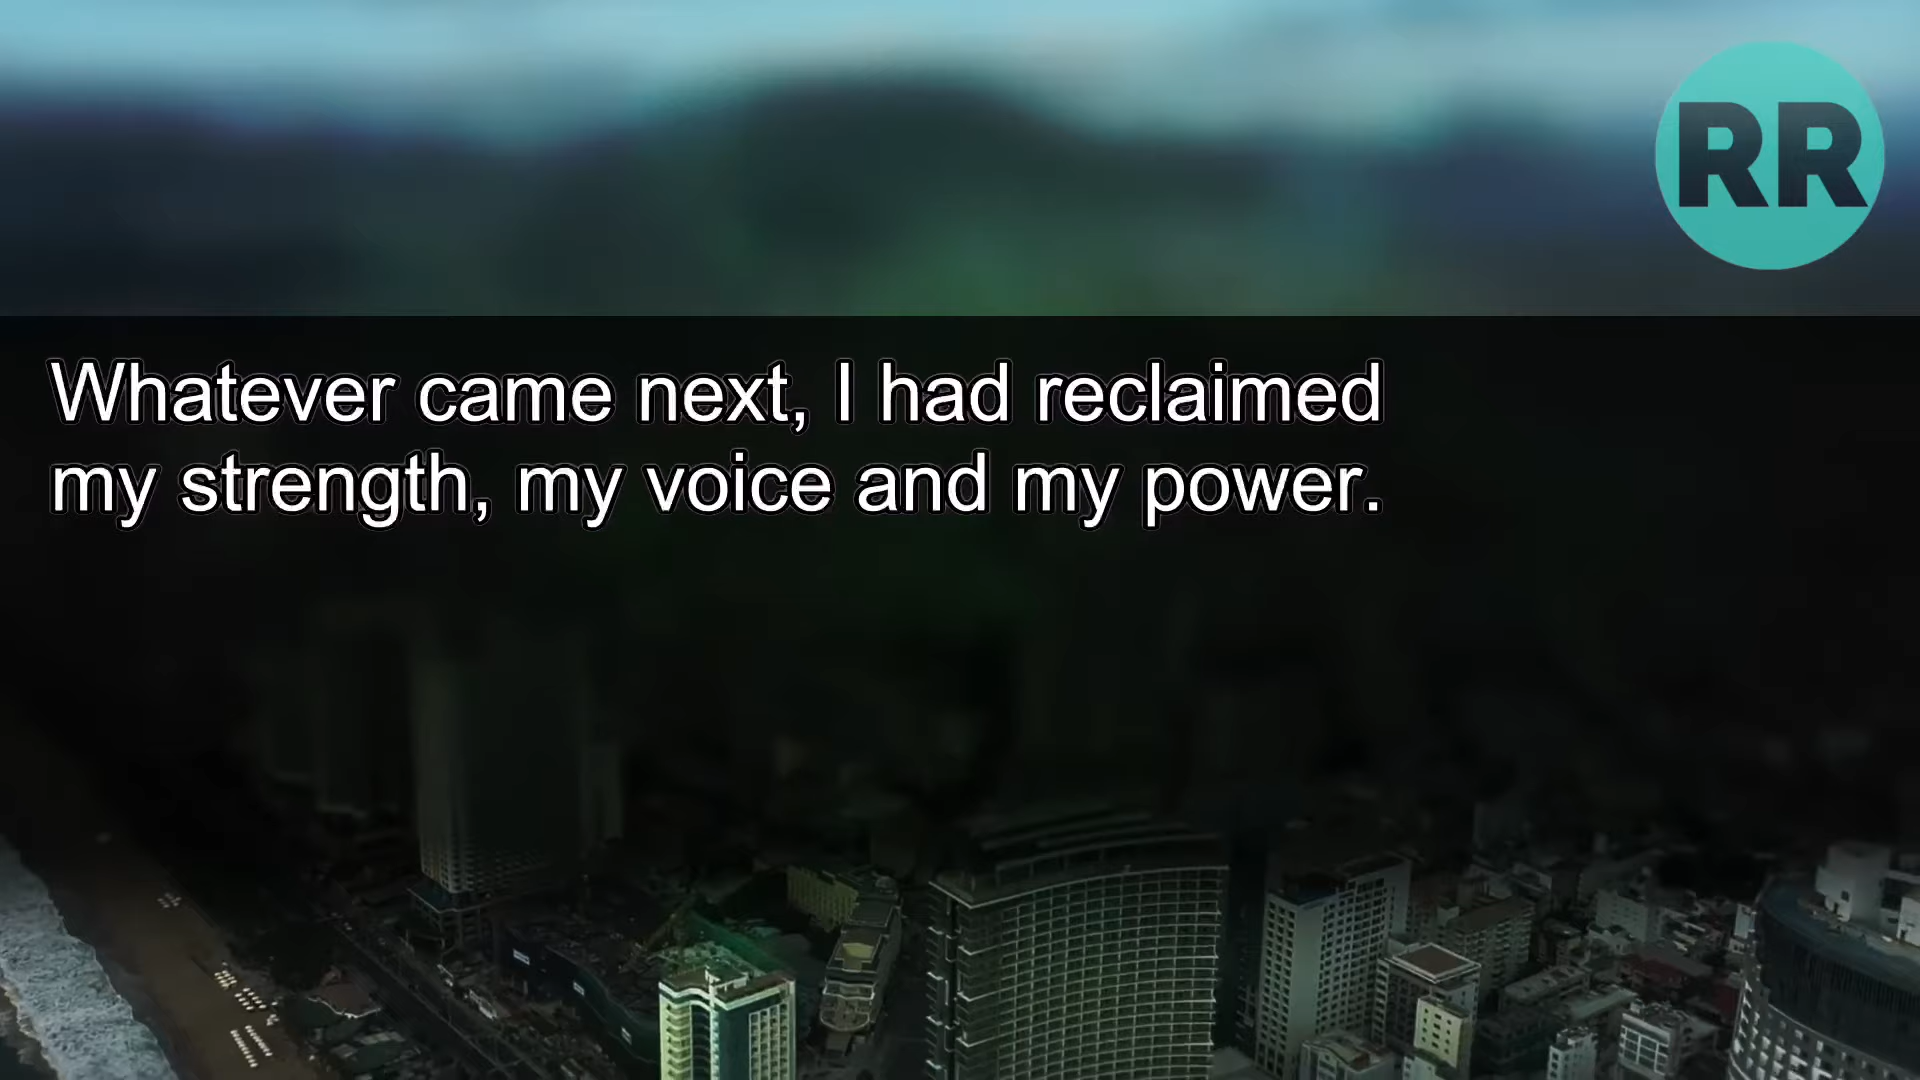 RR
Whatever came next, I had reclaimed
my strength, my voice and my power.